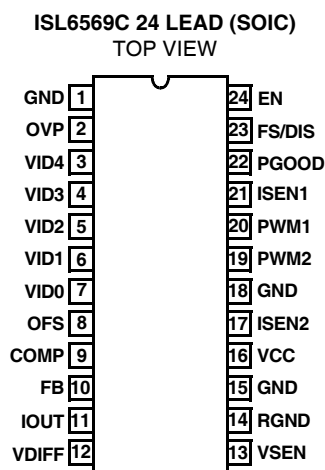 ISL6569C 24 LEAD (SOIC)
TOP VIEW
GND 1
OVP 2
VID4 3
VID3 4
VID2 5
VID1 6
VID0 7
OFS 8
COMP 9
FB 10
IOUT 11
VDIFF 12
24 EN
23 FS/DIS
22 PGOOD
21 ISEN1
20 PWM1
19 PWM2
18 GND
17 ISEN2
16 VCC
15 GND
14 RGND
13 VSEN